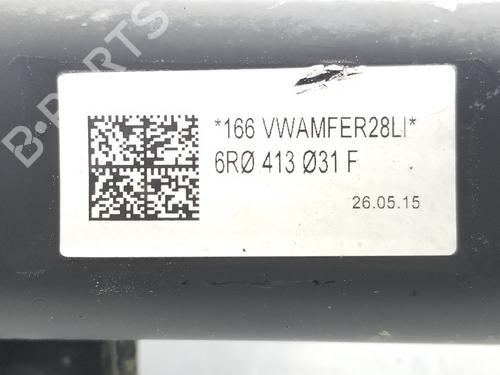 B-PARTS
*166 VWAMFER28LI*
6RØ 413 Ø31 F
26.05.15